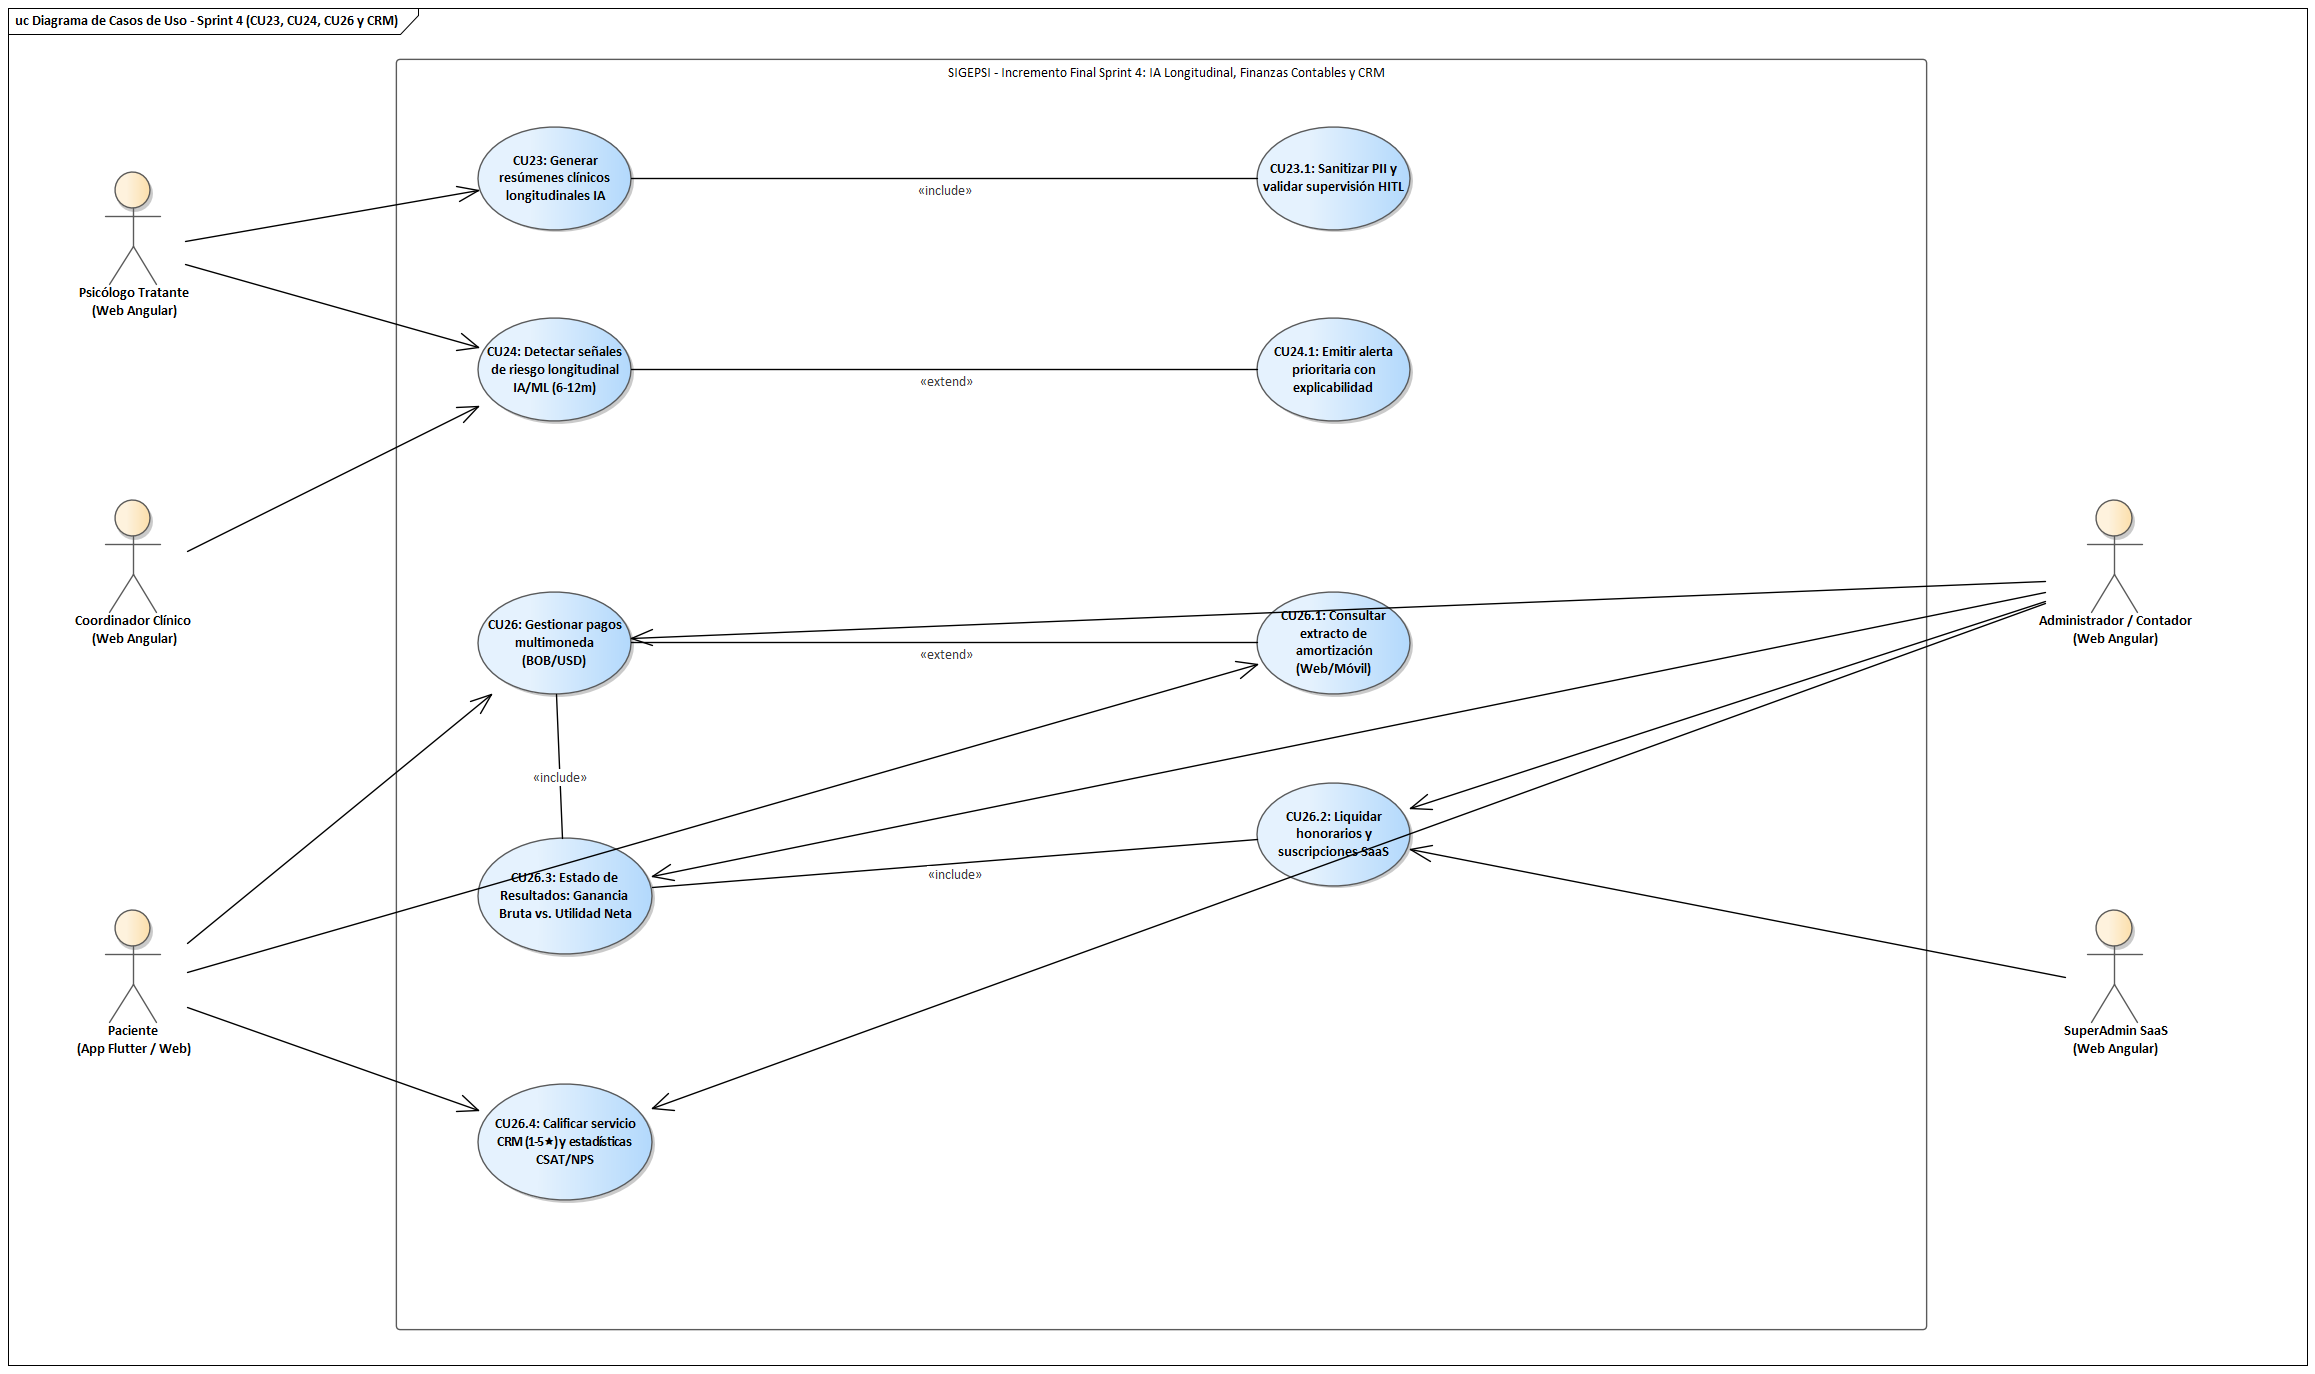 uc Diagrama de Casos de Uso - Sprint 4 (CU23, CU24, CU26 y CRM)
SIGEPSI - Incremento Final Sprint 4: IA Longitudinal, Finanzas Contables y CRM
CU23: Generar
resúmenes clínicos
longitudinales IA
«include»
CU23.1: Sanitizar PII y
validar supervisión HITL
Psicólogo Tratante
(Web Angular)
CU24: Detectar señales
de riesgo longitudinal
IA/ML (6-12m)
«extend»
CU24.1: Emitir alerta
prioritaria con
explicabilidad
Coordinador Clínico
(Web Angular)
CU26: Gestionar pagos
multimoneda
(BOB/USD)
«extend»
CU26.1: Consultar
extracto de
amortización
(Web/Móvil)
Administrador / Contador
(Web Angular)
«include»
CU26.2: Liquidar
honorarios y
suscripciones SaaS
CU26.3: Estado de
Resultados: Ganancia
Bruta vs. Utilidad Neta
«include»
Paciente
(App Flutter / Web)
SuperAdmin SaaS
(Web Angular)
CU26.4: Calificar servicio
CRM (1-5★) y estadísticas
CSAT/NPS